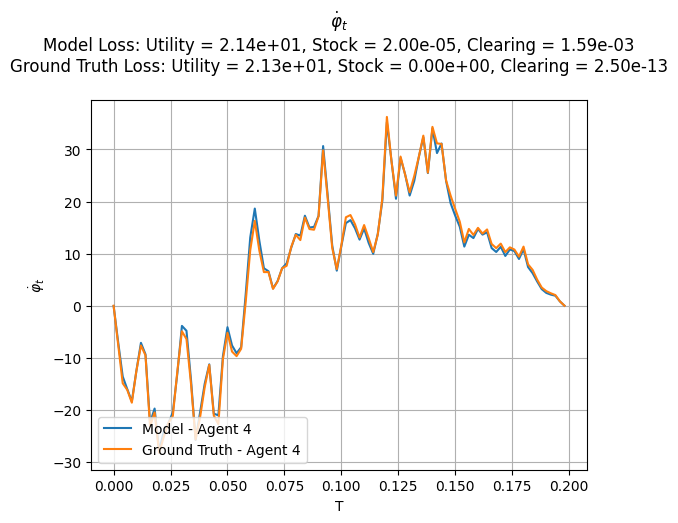 φ̇ₜ
Model Loss: Utility = 2.14e+01, Stock = 2.00e-05, Clearing = 1.59e-03
Ground Truth Loss: Utility = 2.13e+01, Stock = 0.00e+00, Clearing = 2.50e-13
30
20
10
0
−10
−20
−30
φ̇ₜ
Model - Agent 4
Ground Truth - Agent 4
0.000 0.025 0.050 0.075 0.100 0.125 0.150 0.175 0.200
T